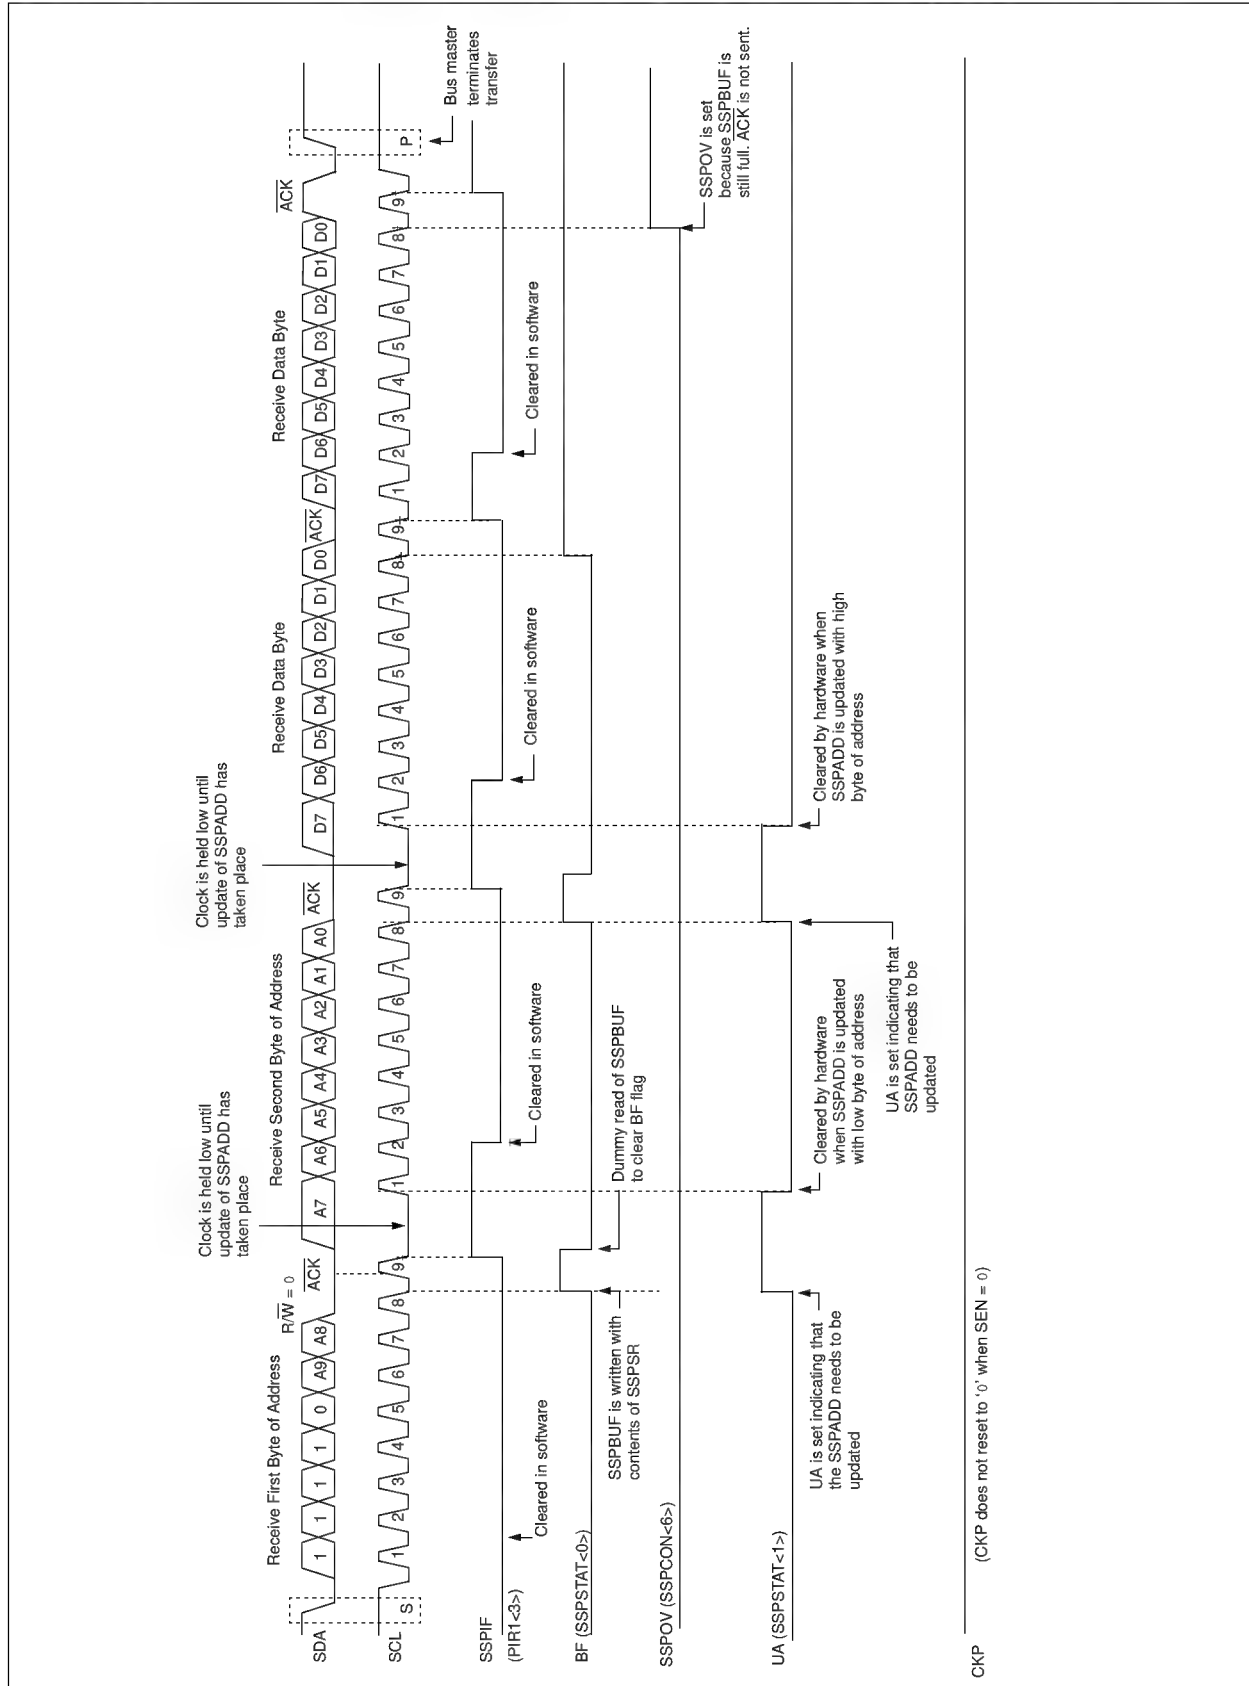 Bus master
terminates
transfer
Receive First Byte of Address
R/W = 0
ACK
Clock is held low until
update of SSPADD has
taken place
Receive Second Byte of Address
ACK
Clock is held low until
update of SSPADD has
taken place
Receive Data Byte
ACK
Receive Data Byte
ACK
SDA
1 1 1 1 0 A9 A8 A7 A6 A5 A4 A3 A2 A1 A0 D7 D6 D5 D4 D3 D2 D1 D0 D7 D6 D5 D4 D3 D2 D1 D0
SCL
S 1 2 3 4 5 6 7 8 9 1 2 3 4 5 6 7 8 9 1 2 3 4 5 6 7 8 9 1 2 3 4 5 6 7 8 9 P
SSPIF
(PIR1<3>)
Cleared in software
Cleared in software
Cleared in software
Cleared in software
BF (SSPSTAT<0>)
SSPBUF is written with
contents of SSPSR
Dummy read of SSPBUF
to clear BF flag
SSPOV (SSPCON<6>)
SSPOV is set
because SSPBUF is
still full. ACK is not sent.
UA (SSPSTAT<1>)
UA is set indicating that
the SSPADD needs to be
updated
Cleared by hardware
when SSPADD is updated
with low byte of address
UA is set indicating that
SSPADD needs to be
updated
Cleared by hardware when
SSPADD is updated with high
byte of address
CKP
(CKP does not reset to ‘0’ when SEN = 0)